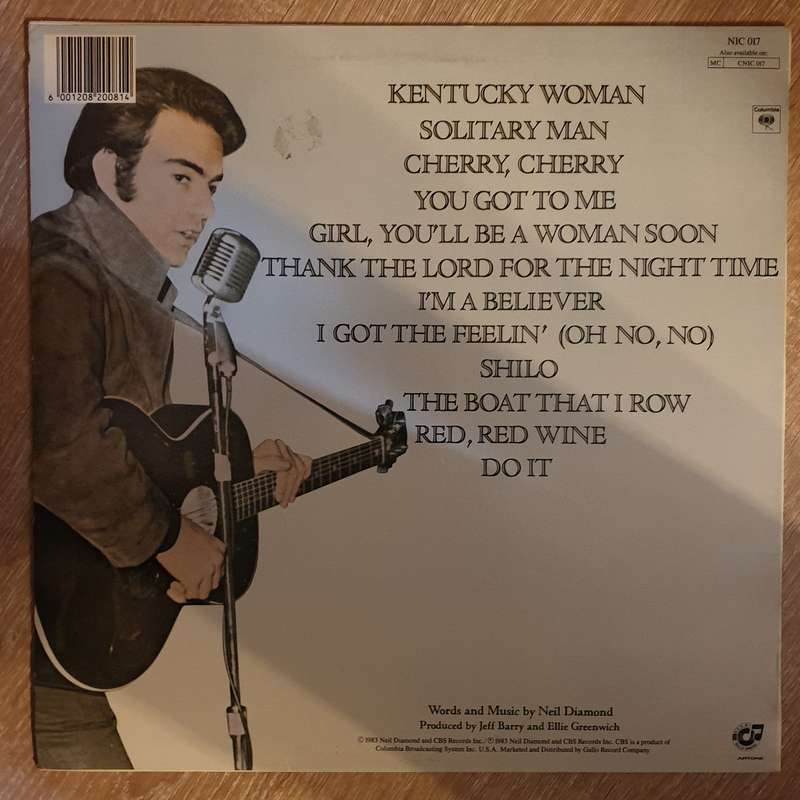 6 001208 200814
NIC 017
Also available on:
MC CNIC 017
Columbia
KENTUCKY WOMAN
SOLITARY MAN
CHERRY, CHERRY
YOU GOT TO ME
GIRL, YOU'LL BE A WOMAN SOON
THANK THE LORD FOR THE NIGHT TIME
I'M A BELIEVER
I GOT THE FEELIN' (OH NO, NO)
SHILO
THE BOAT THAT I ROW
RED, RED WINE
DO IT
Words and Music by Neil Diamond
Produced by Jeff Barry and Ellie Greenwich
© 1983 Neil Diamond and CBS Records Inc./℗ 1983 Neil Diamond and CBS Records Inc. CBS is a product of
Columbia Broadcasting System Inc. U.S.A. Marketed and Distributed by Gallo Record Company
ARTONE